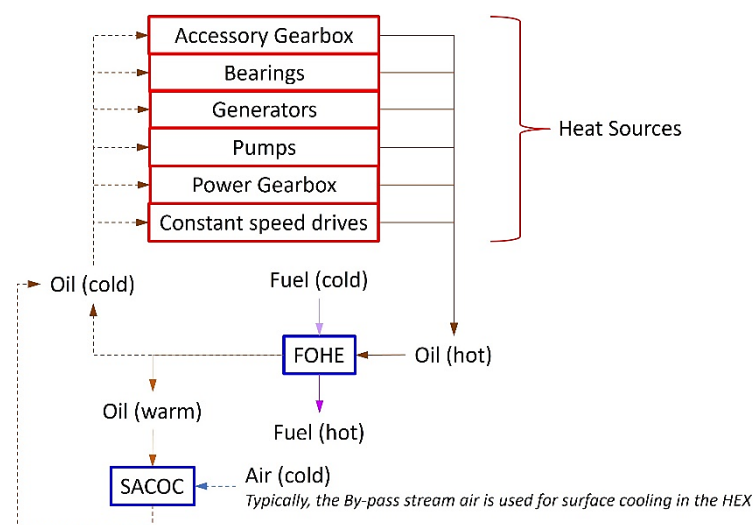 Accessory Gearbox
Bearings
Generators
Pumps
Power Gearbox
Constant speed drives
Heat Sources
Oil (cold)
Fuel (cold)
FOHE
Oil (hot)
Oil (warm)
Fuel (hot)
SACOC
Air (cold)
Typically, the By-pass stream air is used for surface cooling in the HEX